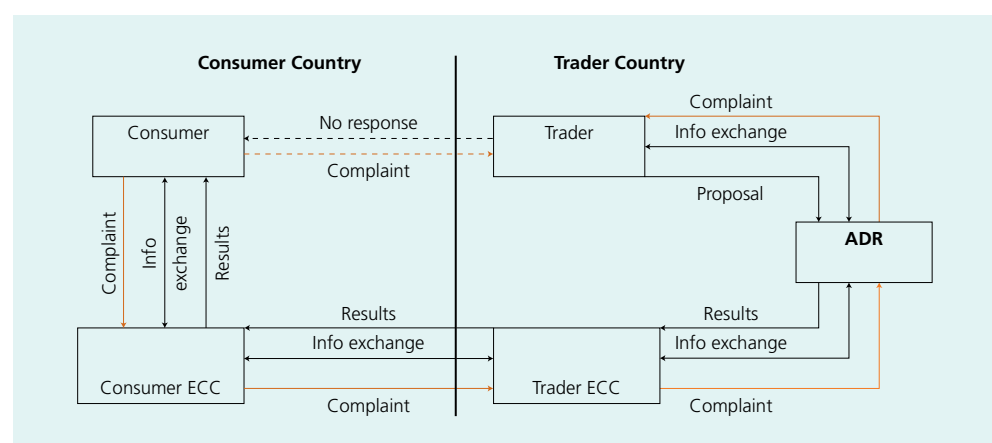 Consumer Country
Trader Country
Complaint
No response
Info exchange
Consumer
Trader
Complaint
Proposal
Complaint
Info
exchange
Results
ADR
Results
Results
Info exchange
Info exchange
Consumer ECC
Trader ECC
Complaint
Complaint